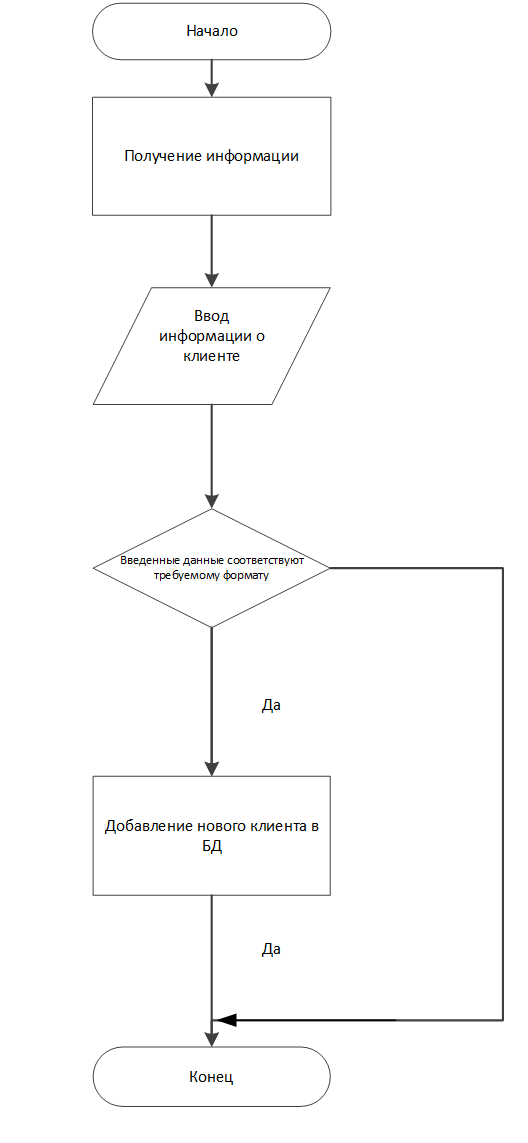 Начало
Получение информации
Ввод
информации о
клиенте
Введенные данные соответствуют
требуемому формату
Да
Добавление нового клиента в
БД
Да
Конец